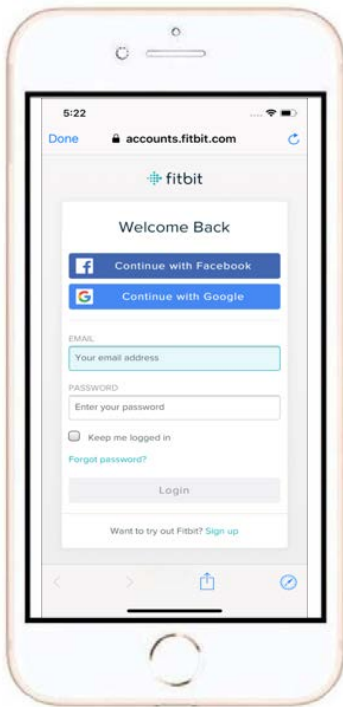 5:22
Done accounts.fitbit.com
fitbit
Welcome Back
Continue with Facebook
Continue with Google
EMAIL
Your email address
PASSWORD
Enter your password
Keep me logged in
Forgot password?
Login
Want to try out Fitbit? Sign up